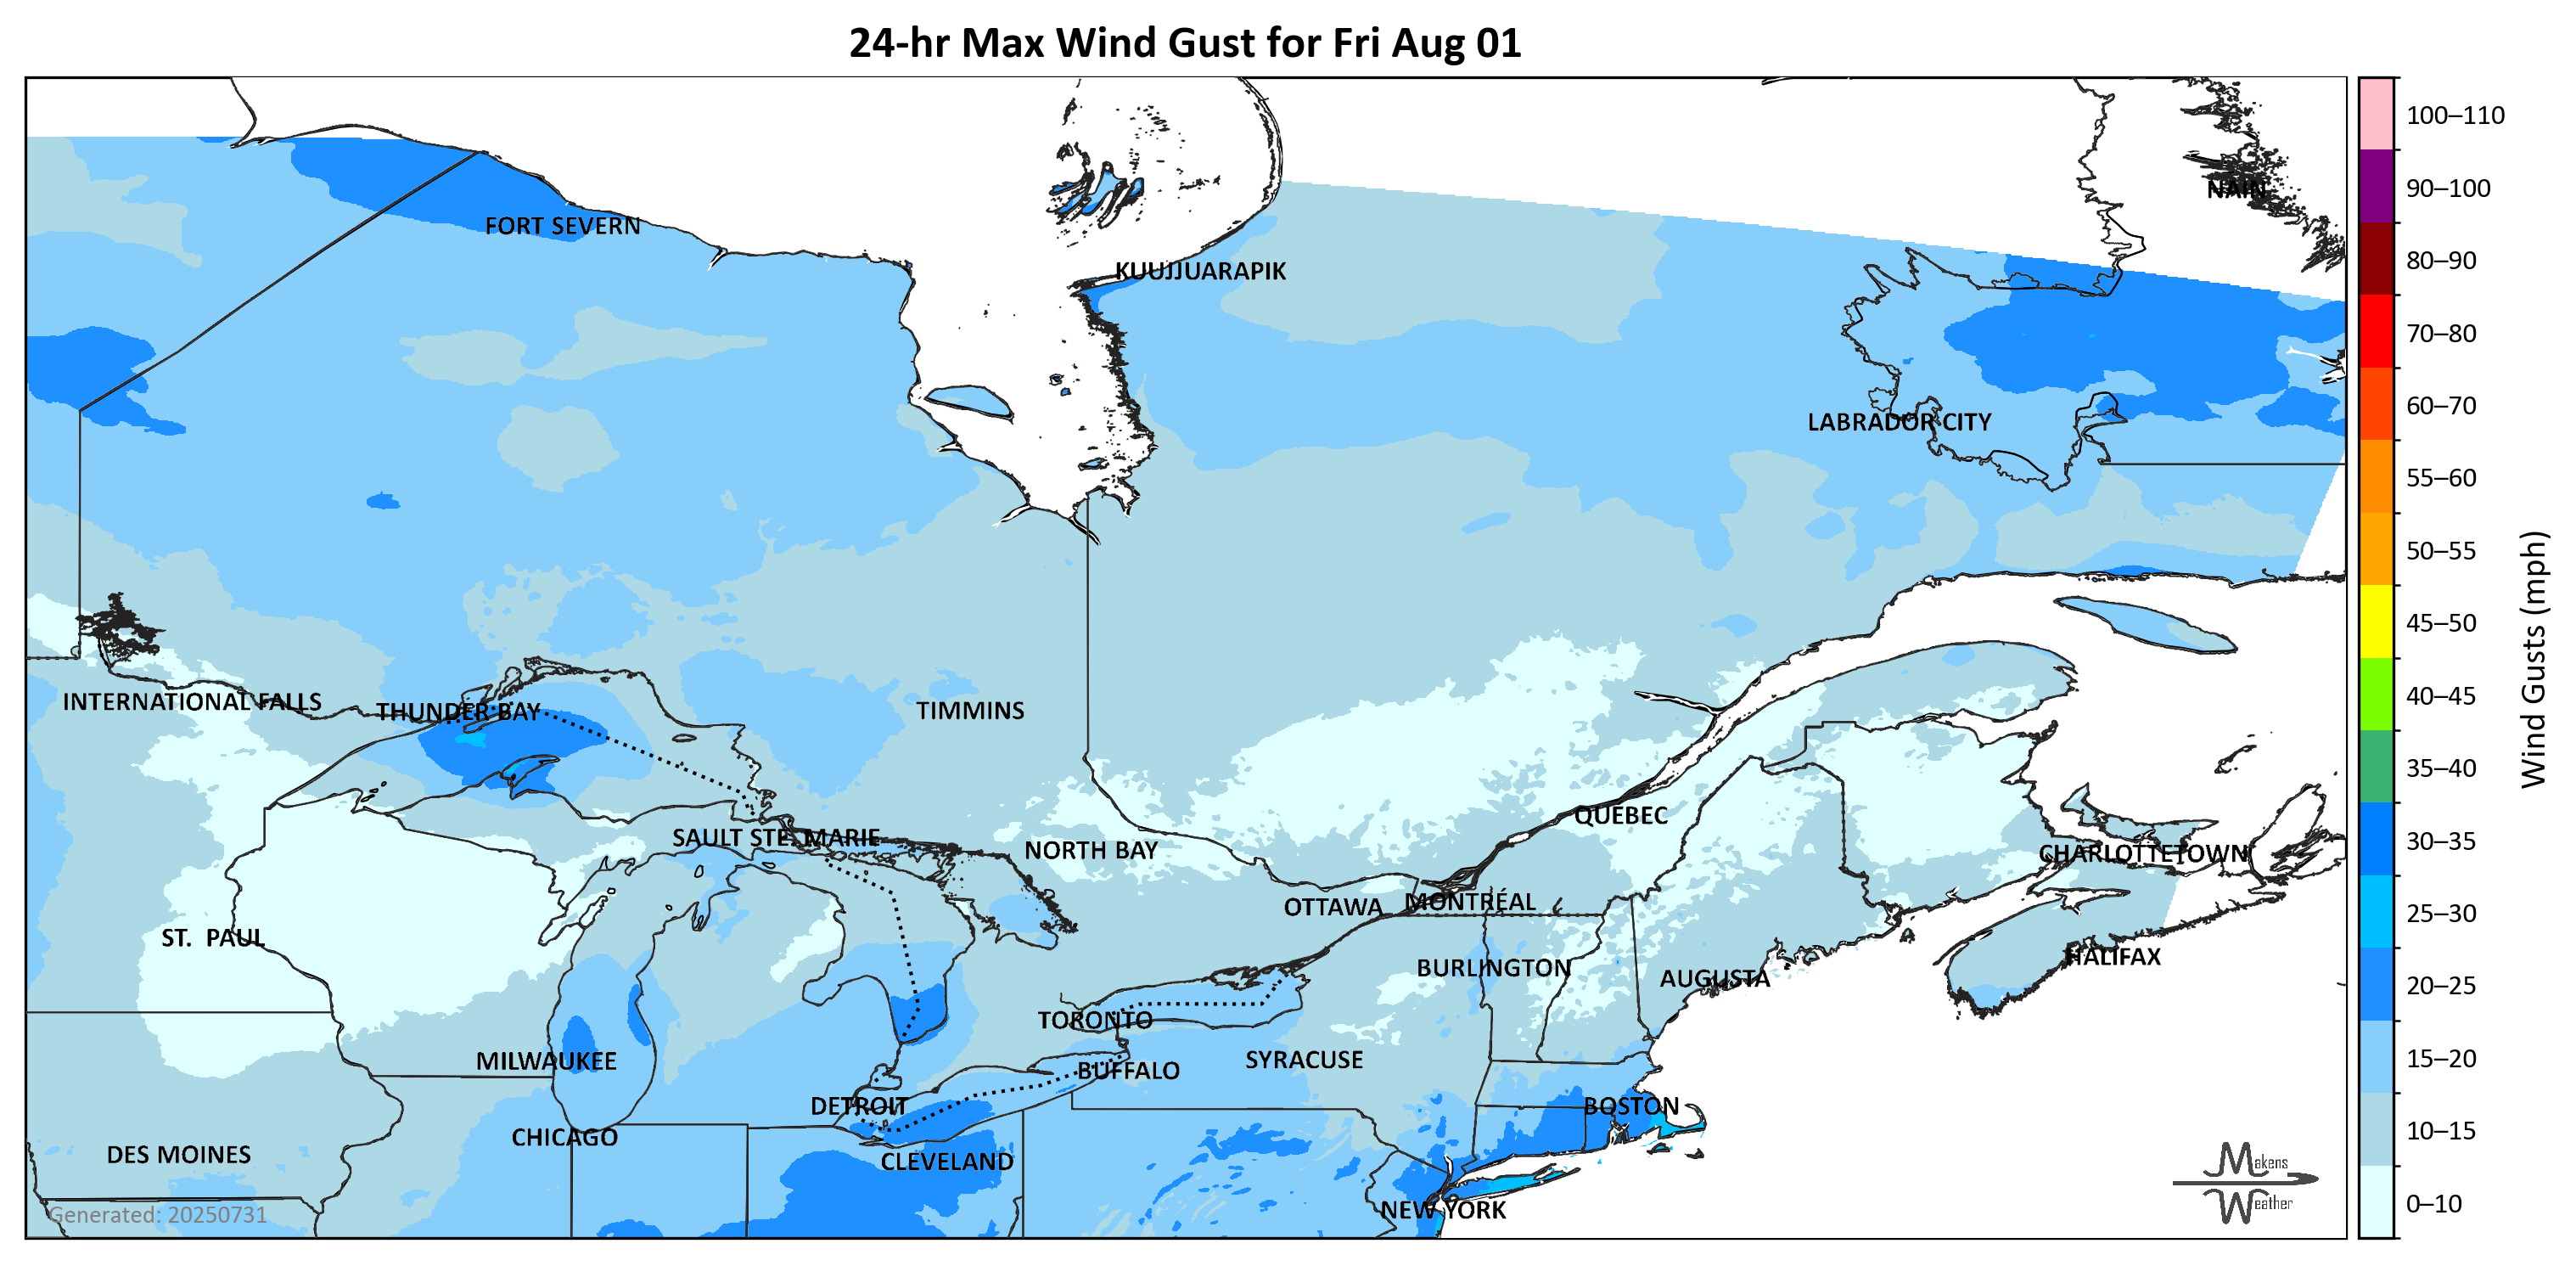 24-hr Max Wind Gust for Fri Aug 01
100–110
90–100
80–90
70–80
60–70
55–60
50–55
45–50
40–45
35–40
30–35
25–30
20–25
15–20
10–15
0–10
Wind Gusts (mph)
NAIN
FORT SEVERN
KUUJJUARAPIK
LABRADOR CITY
INTERNATIONAL FALLS
THUNDER BAY
TIMMINS
SAULT STE. MARIE
NORTH BAY
QUEBEC
CHARLOTTETOWN
OTTAWA
MONTRÉAL
ST. PAUL
HALIFAX
BURLINGTON
AUGUSTA
TORONTO
MILWAUKEE
SYRACUSE
BUFFALO
DETROIT
BOSTON
CHICAGO
CLEVELAND
DES MOINES
NEW YORK
Generated: 20250731
Makens
Weather